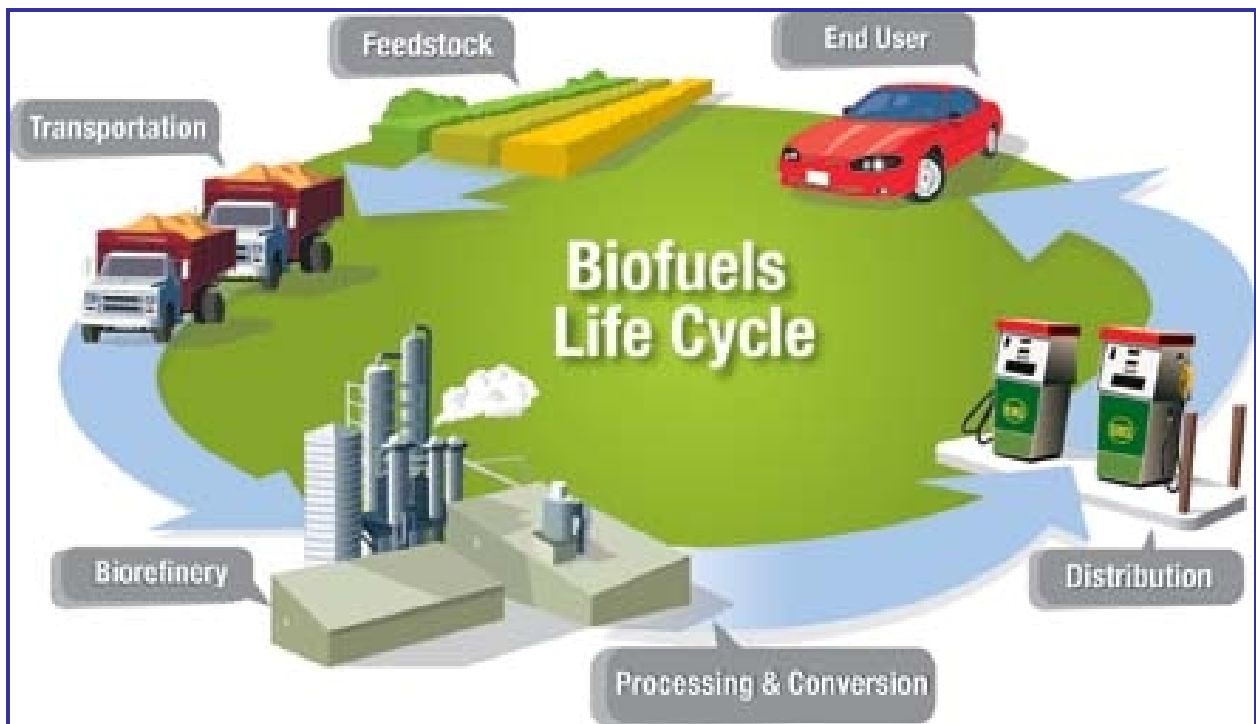 Feedstock
End User
Transportation
Biofuels
Life Cycle
Biorefinery
Distribution
Processing & Conversion